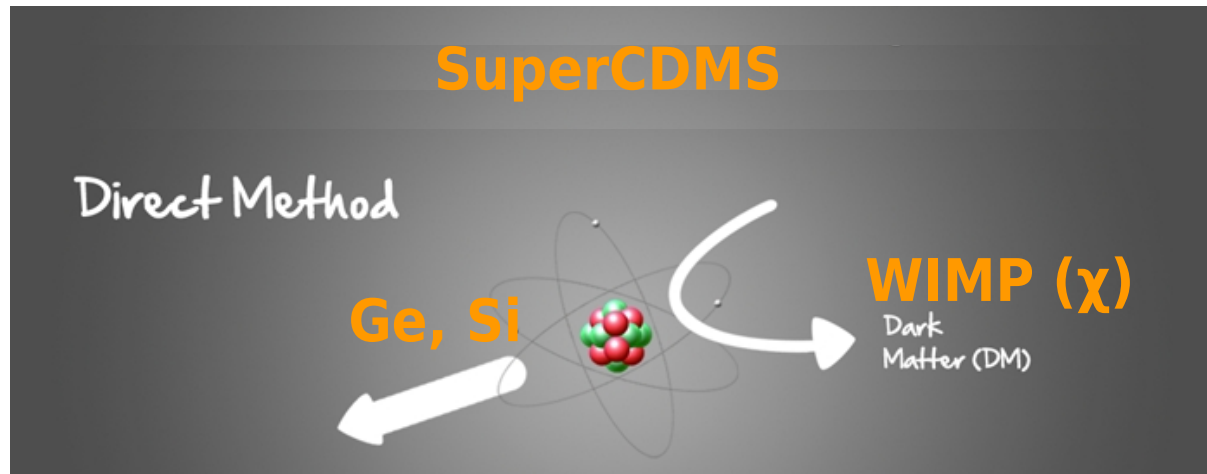 SuperCDMS
Direct Method
WIMP (χ)
Ge, Si
Dark
Matter (DM)